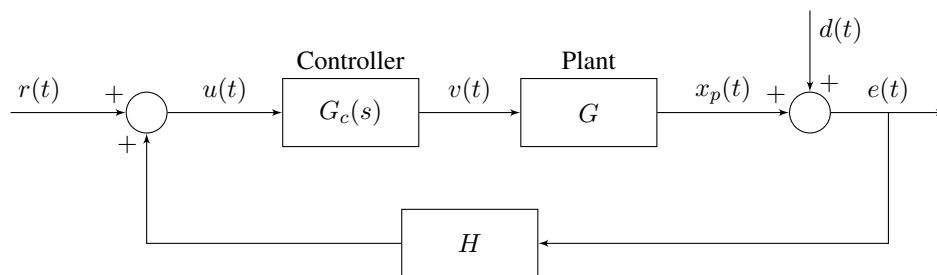 Controller
Plant
d(t)
r(t)
+
u(t)
G_c(s)
v(t)
G
x_p(t)
+
+
e(t)
+
H